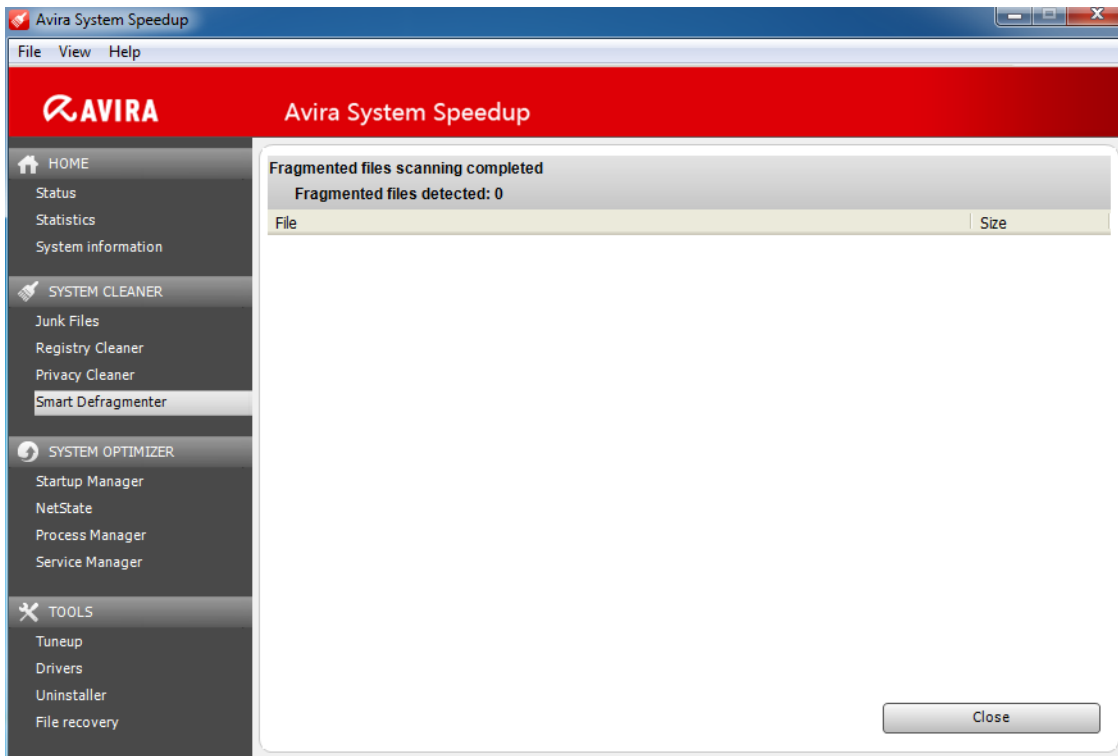 Avira System Speedup
File View Help
AVIRA
Avira System Speedup
HOME
Status
Statistics
System information
SYSTEM CLEANER
Junk Files
Registry Cleaner
Privacy Cleaner
Smart Defragmenter
SYSTEM OPTIMIZER
Startup Manager
NetState
Process Manager
Service Manager
TOOLS
Tuneup
Drivers
Uninstaller
File recovery
Fragmented files scanning completed
Fragmented files detected: 0
File Size
Close